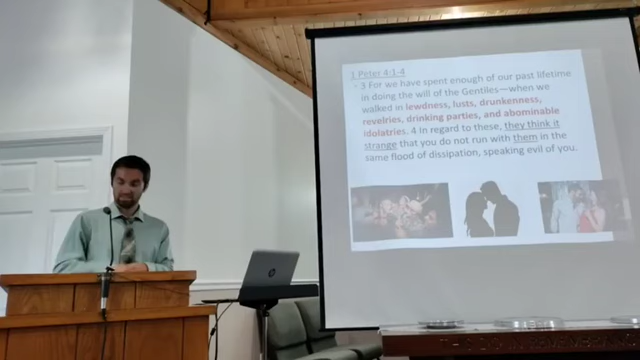 1 Peter 4:1-4
3 For we have spent enough of our past lifetime
in doing the will of the Gentiles—when we
walked in lewdness, lusts, drunkenness,
revelries, drinking parties, and abominable
idolatries. 4 In regard to these, they think it
strange that you do not run with them in the
same flood of dissipation, speaking evil of you.
hp